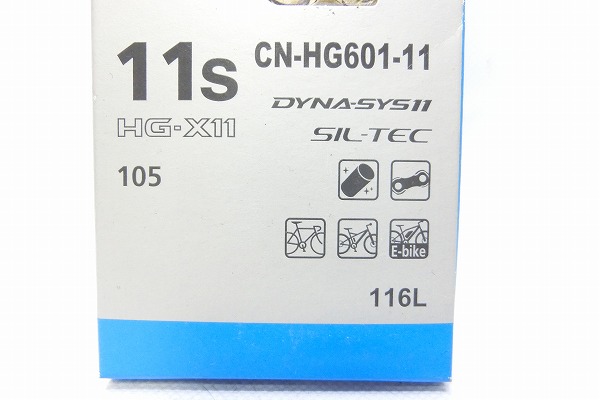 11s
CN-HG601-11
DYNA-SYS11
HG-X11
SIL-TEC
105
E-bike
116L